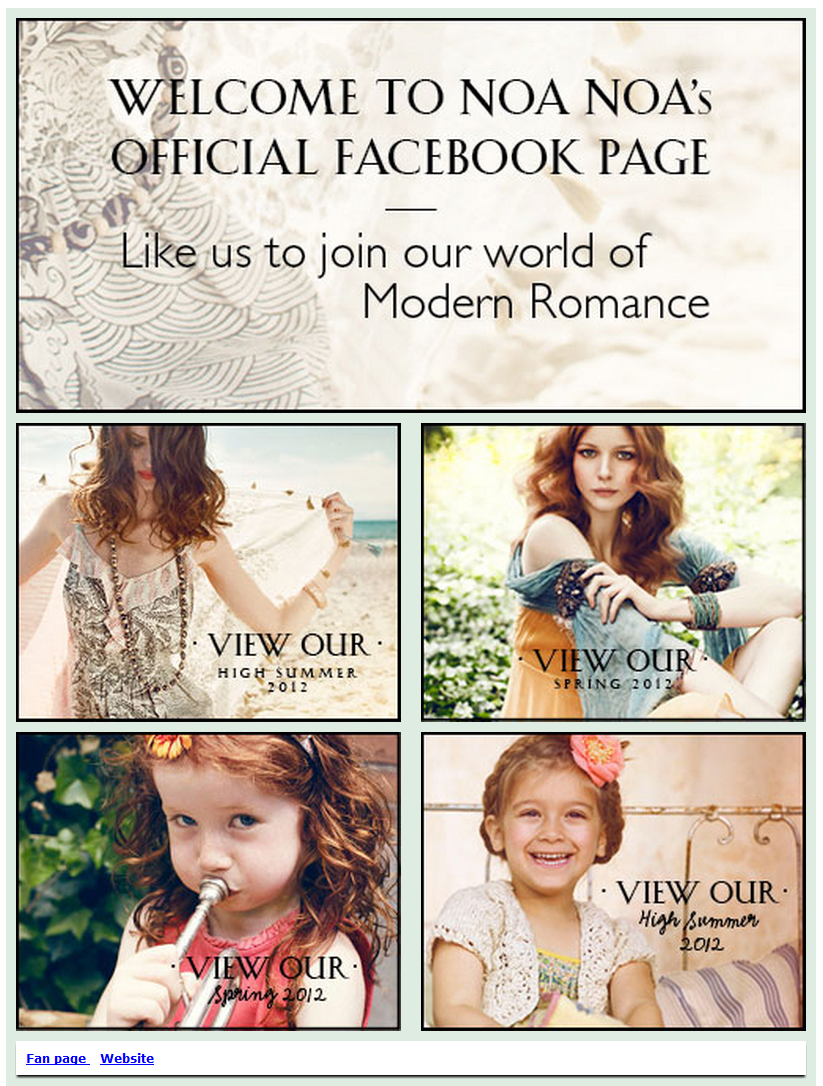 WELCOME TO NOA NOA's
OFFICIAL FACEBOOK PAGE
Like us to join our world of
Modern Romance
· VIEW OUR ·
HIGH SUMMER
2012
· VIEW OUR ·
SPRING 2012
· VIEW OUR ·
Spring 2012
· VIEW OUR ·
High Summer
2012
Fan page Website